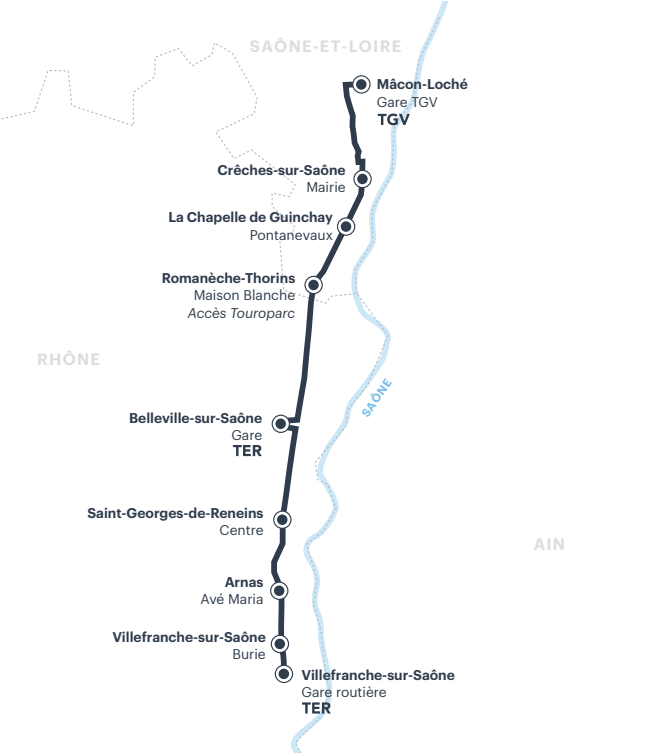 SAÔNE-ET-LOIRE
Mâcon-Loché
Gare TGV
TGV
Crêches-sur-Saône
Mairie
La Chapelle de Guinchay
Pontanevaux
Romanèche-Thorins
Maison Blanche
Accès Touroparc
RHÔNE
SAÔNE
Belleville-sur-Saône
Gare
TER
Saint-Georges-de-Reneins
Centre
AIN
Arnas
Avé Maria
Villefranche-sur-Saône
Burie
Villefranche-sur-Saône
Gare routière
TER